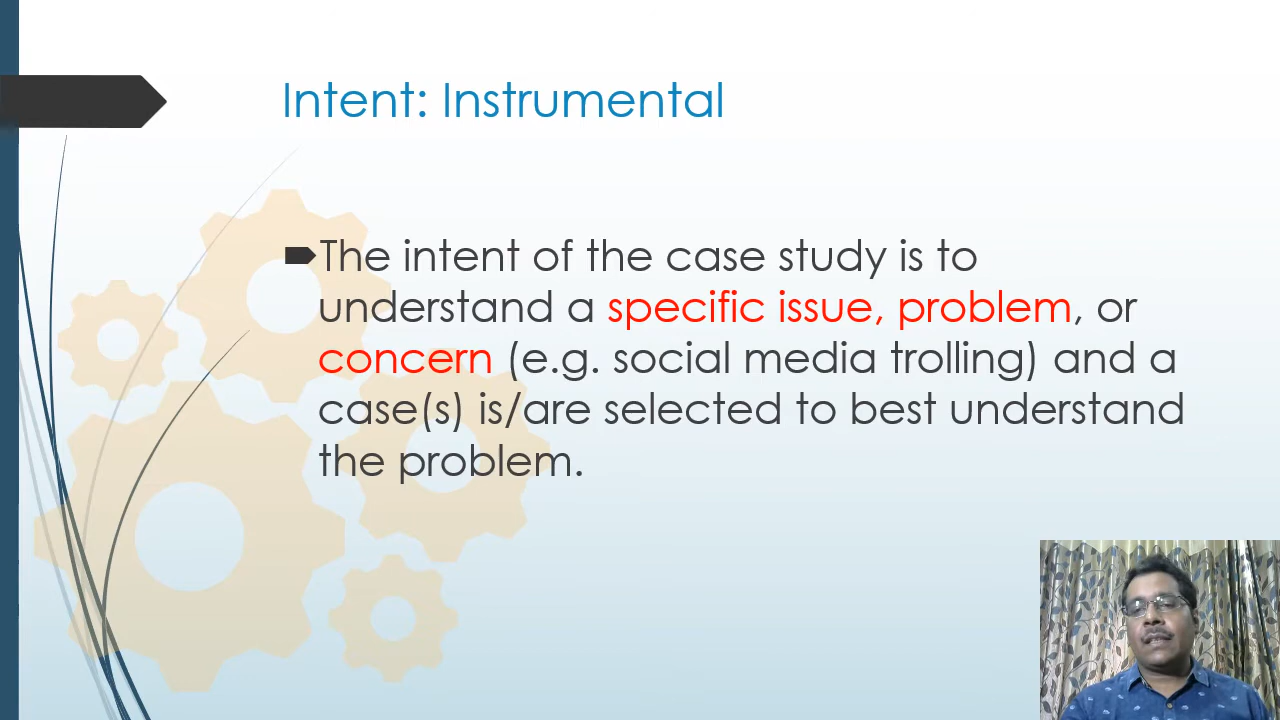 Intent: Instrumental
The intent of the case study is to
understand a specific issue, problem, or
concern (e.g. social media trolling) and a
case(s) is/are selected to best understand
the problem.